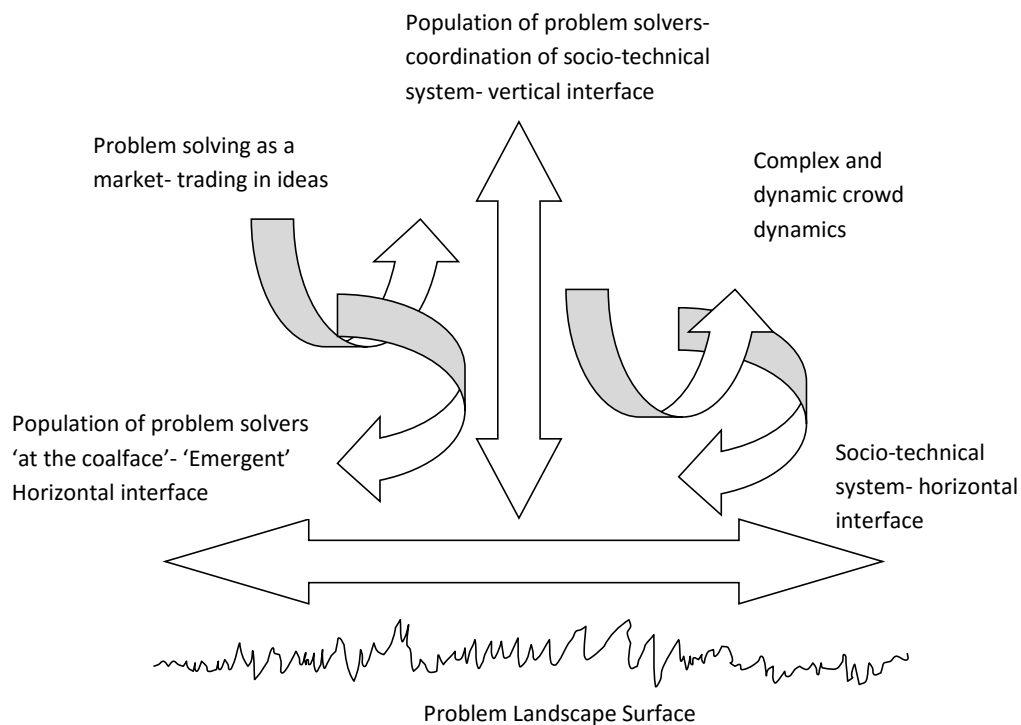 Population of problem solvers-
coordination of socio-technical
system- vertical interface
Problem solving as a
market- trading in ideas
Complex and
dynamic crowd
dynamics
Population of problem solvers
‘at the coalface’- ‘Emergent’
Horizontal interface
Socio-technical
system- horizontal
interface
Problem Landscape Surface